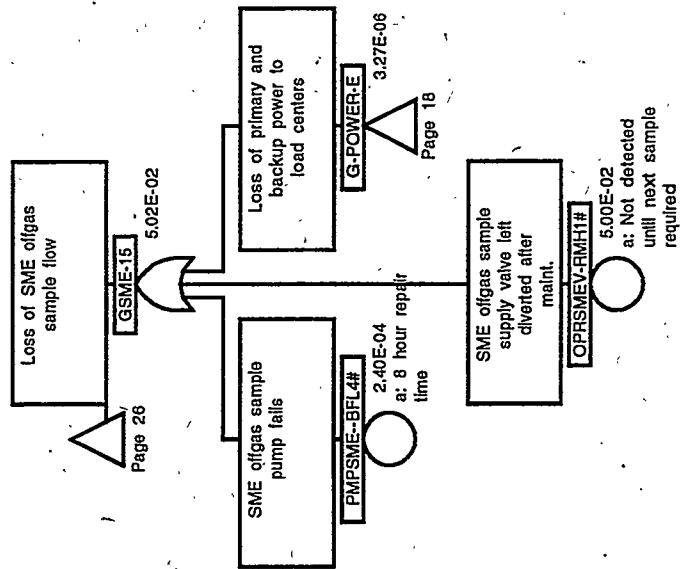 Loss of SME offgas
sample flow
GSME-15
5.02E-02
Page 26
SME offgas sample
pump fails
PMPSME--BFL4#
2.40E-04
a: 8 hour repair
time
Loss of primary and
backup power to
load centers
G-POWER-E
3.27E-06
Page 18
SME offgas sample
supply valve left
diverted after
maint.
OPRSMEV-RMH1#
5.00E-02
a: Not detected
until next sample
required